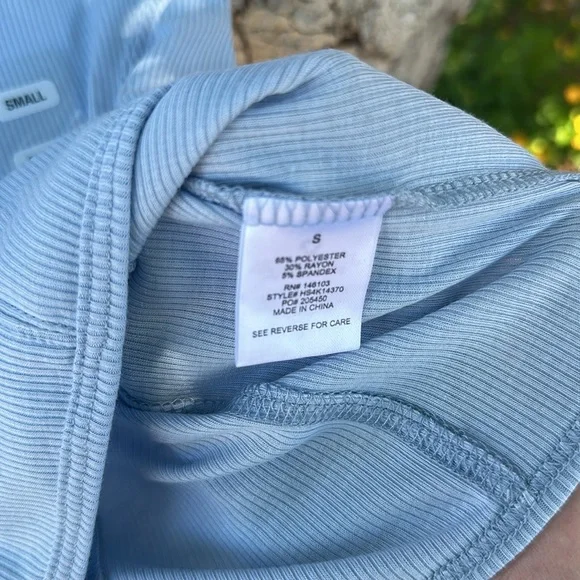 SMALL
S
65% POLYESTER
30% RAYON
5% SPANDEX
RN# 146103
STYLE# HS4K14370
PO# 205450
MADE IN CHINA
SEE REVERSE FOR CARE